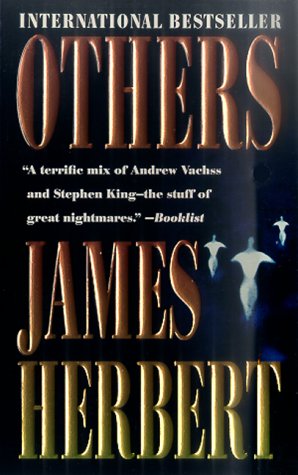 INTERNATIONAL BESTSELLER
OTHERS
“A terrific mix of Andrew Vachss
and Stephen King—the stuff of
great nightmares.” —Booklist
JAMES
HERBERT